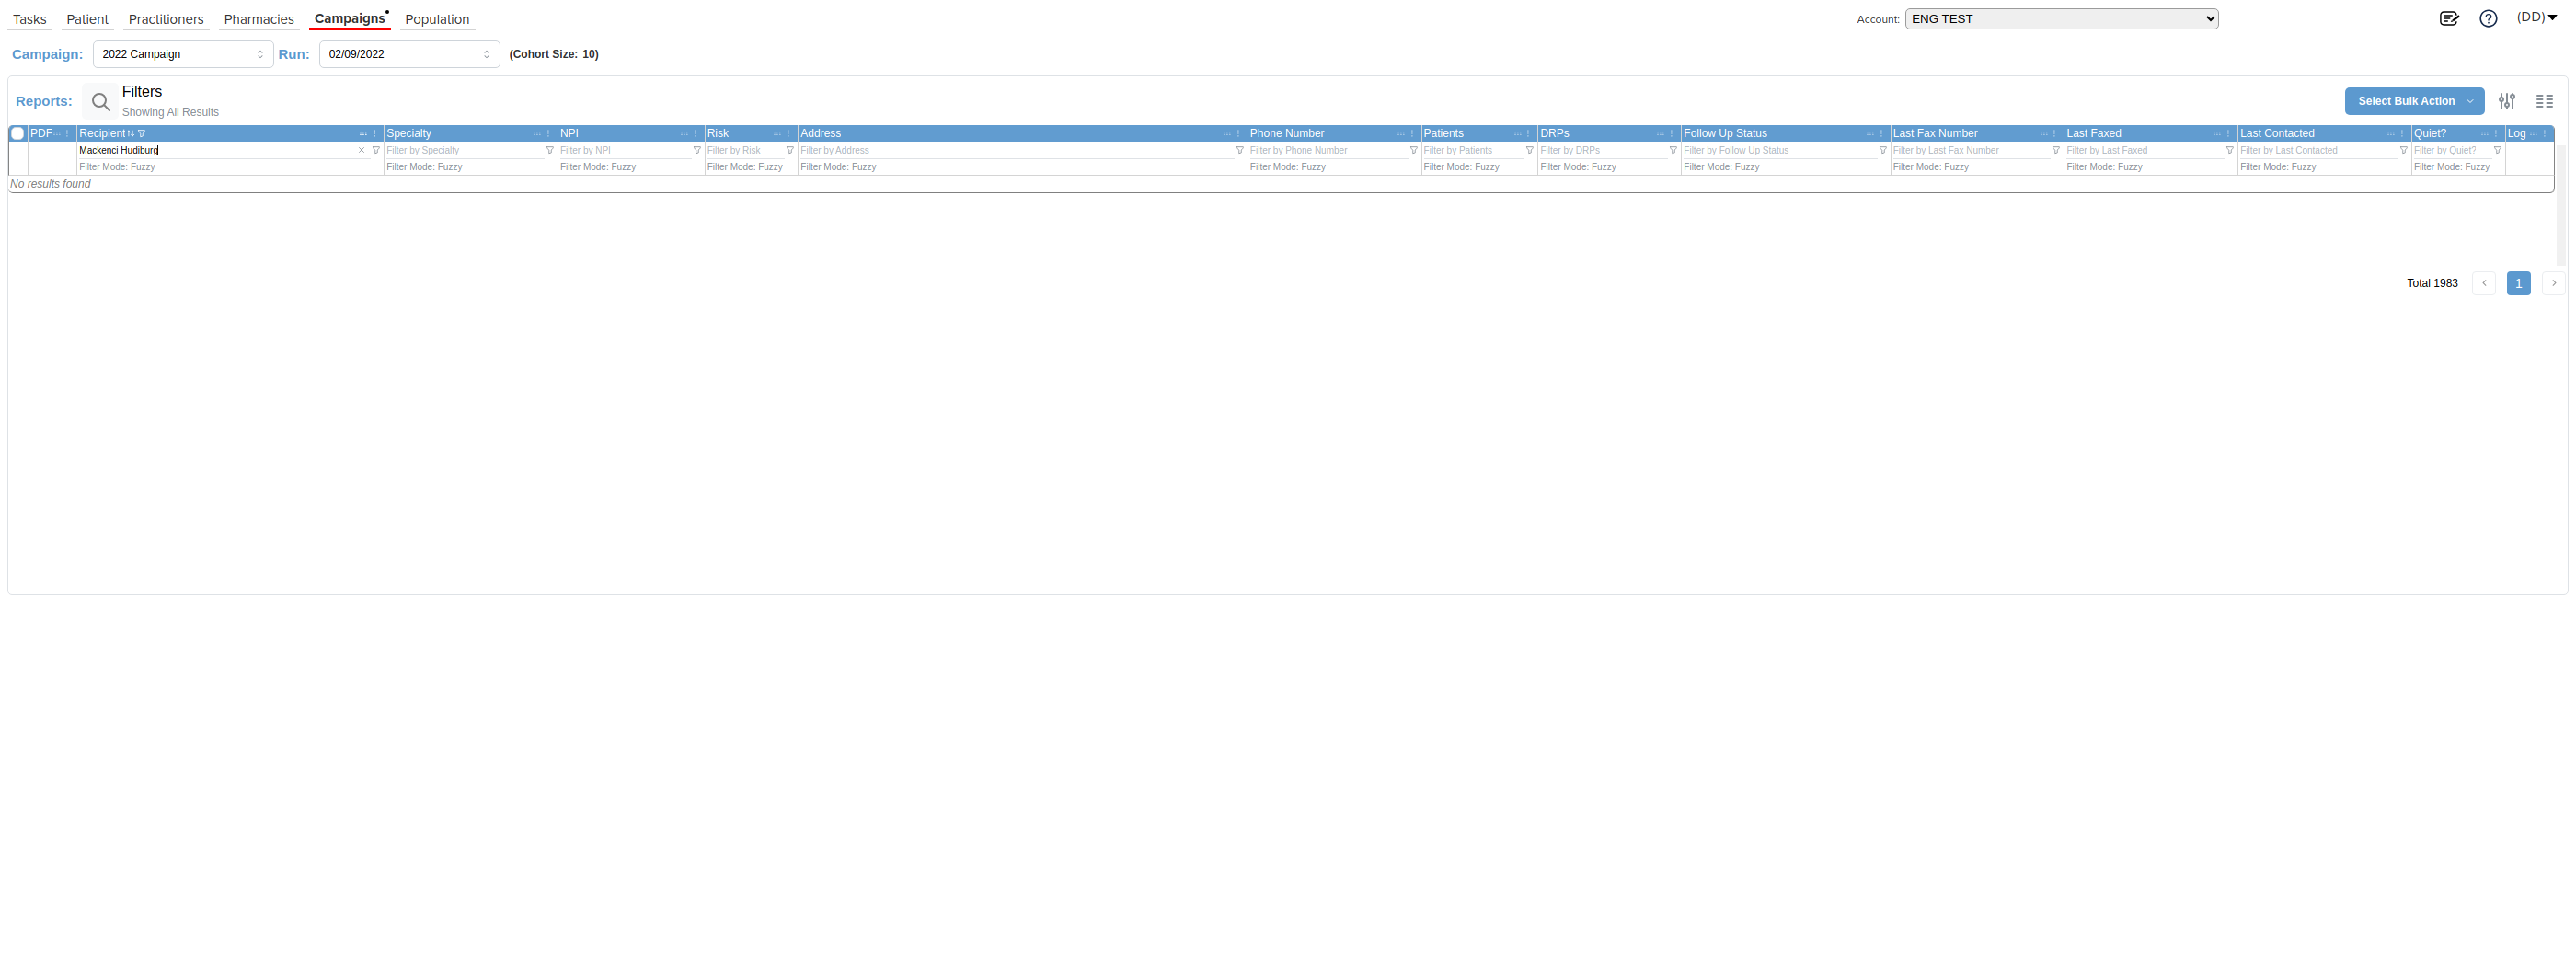 Tasks Patient Practitioners Pharmacies Campaigns Population Account: ENG TEST (DD)
Campaign: 2022 Campaign Run: 02/09/2022 (Cohort Size: 10)
Reports: Filters
Showing All Results
Select Bulk Action
PDF Recipient Specialty NPI Risk Address Phone Number Patients DRPs Follow Up Status Last Fax Number Last Faxed Last Contacted Quiet? Log
Mackenci Hudiburg Filter by Specialty Filter by NPI Filter by Risk Filter by Address Filter by Phone Number Filter by Patients Filter by DRPs Filter by Follow Up Status Filter by Last Fax Number Filter by Last Faxed Filter by Last Contacted Filter by Quiet?
Filter Mode: Fuzzy Filter Mode: Fuzzy Filter Mode: Fuzzy Filter Mode: Fuzzy Filter Mode: Fuzzy Filter Mode: Fuzzy Filter Mode: Fuzzy Filter Mode: Fuzzy Filter Mode: Fuzzy Filter Mode: Fuzzy Filter Mode: Fuzzy Filter Mode: Fuzzy Filter Mode: Fuzzy
No results found
Total 1983 1